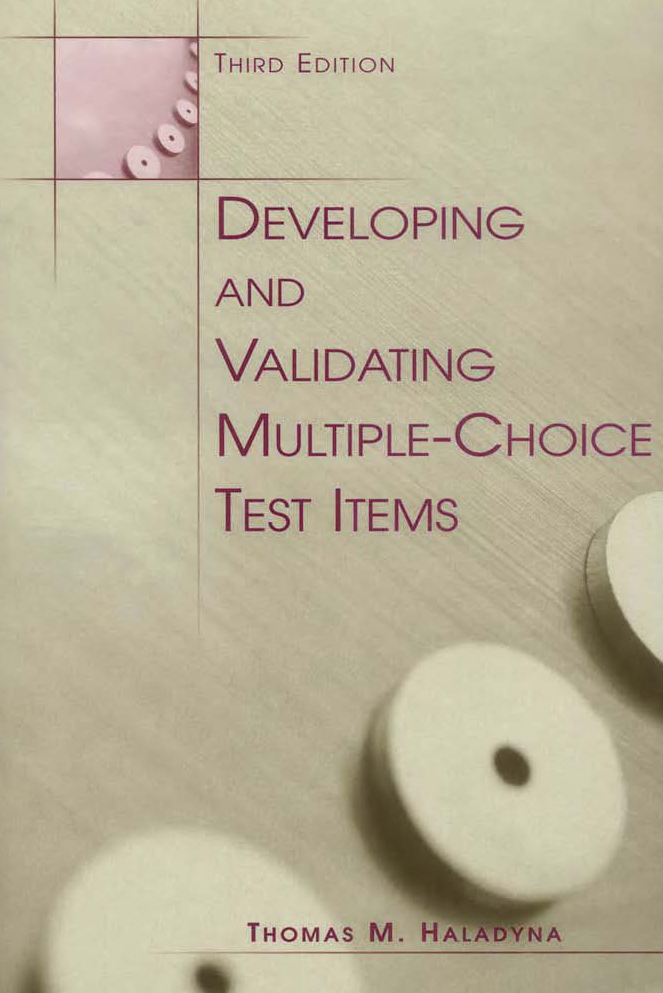 THIRD EDITION
DEVELOPING
AND
VALIDATING
MULTIPLE-CHOICE
TEST ITEMS
THOMAS M. HALADYNA